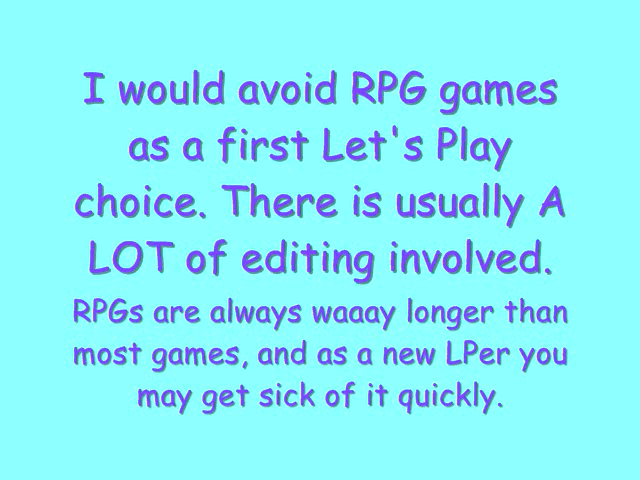 I would avoid RPG games
as a first Let's Play
choice. There is usually A
LOT of editing involved.
RPGs are always waaay longer than
most games, and as a new LPer you
may get sick of it quickly.